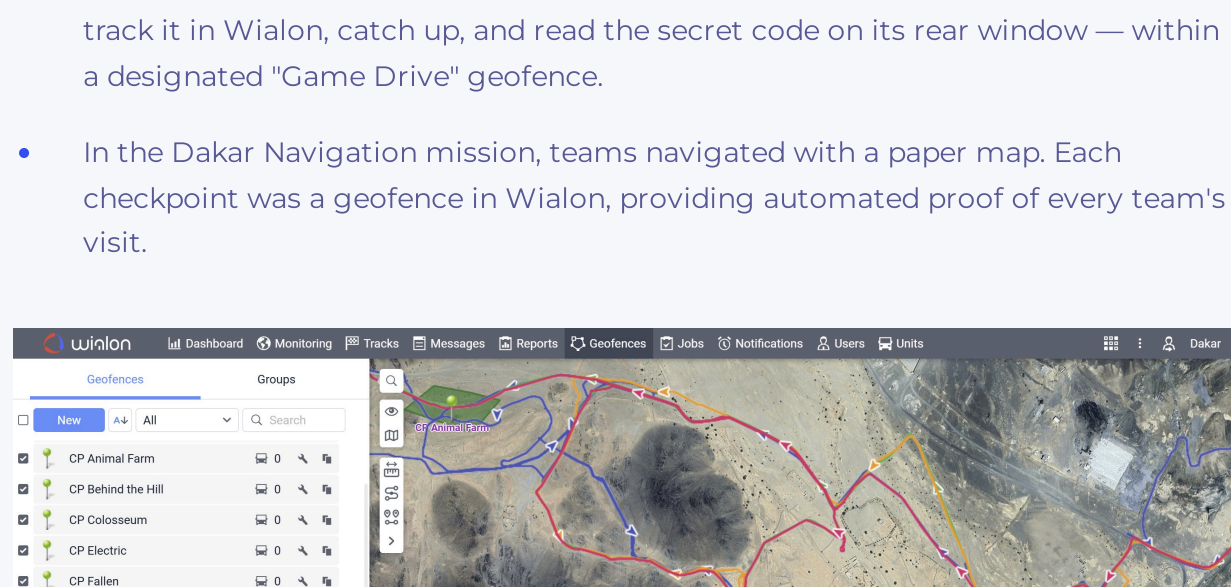 track it in Wialon, catch up, and read the secret code on its rear window — within
a designated "Game Drive" geofence.
In the Dakar Navigation mission, teams navigated with a paper map. Each
checkpoint was a geofence in Wialon, providing automated proof of every team's
visit.
wialon Dashboard Monitoring Tracks Messages Reports Geofences Jobs Notifications Users Units Dakar
Geofences Groups
New A All Search
CP Animal Farm 0
CP Behind the Hill 0
CP Colosseum 0
CP Electric 0
CP Fallen 0
CP Animal Farm